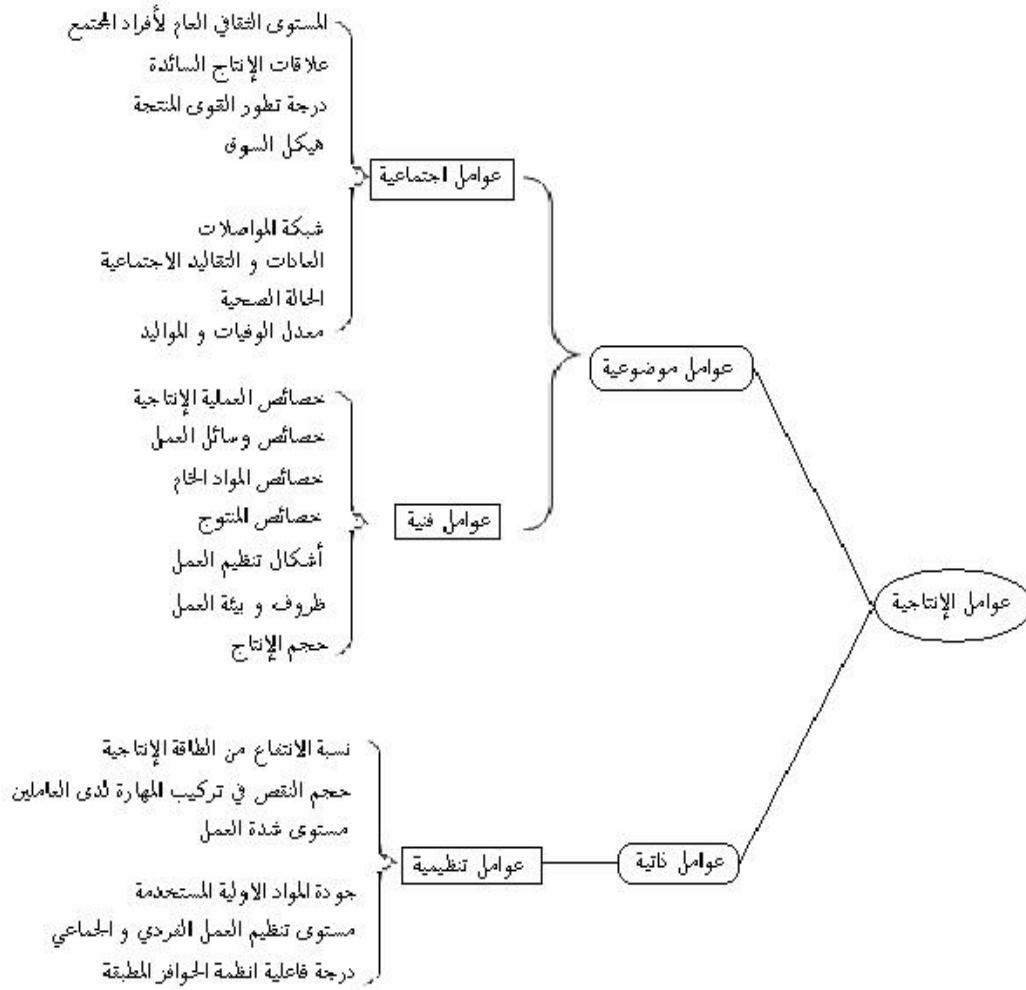 عوامل الإنتاجية
عوامل موضوعية
عوامل اجتماعية
المستوى الثقافي العام لأفراد المجتمع
علاقات الإنتاج السائدة
درجة تطور القوى المنتجة
هيكل السوق
شبكة المواصلات
العادات و التقاليد الاجتماعية
الحالة الصحية
معدل الوفيات و المواليد
عوامل فنية
خصائص العملية الإنتاجية
خصائص وسائل العمل
خصائص المواد الخام
خصائص المنتوج
أشكال تنظيم العمل
ظروف و بيئة العمل
حجم الإنتاج
عوامل ذاتية
عوامل تنظيمية
نسبة الانتفاع من الطاقة الإنتاجية
حجم النقص في تركيب المهارة لدى العاملين
مستوى شدة العمل
جودة المواد الاولية المستخدمة
مستوى تنظيم العمل الفردي و الجماعي
درجة فاعلية انظمة الحوافز المطبقة